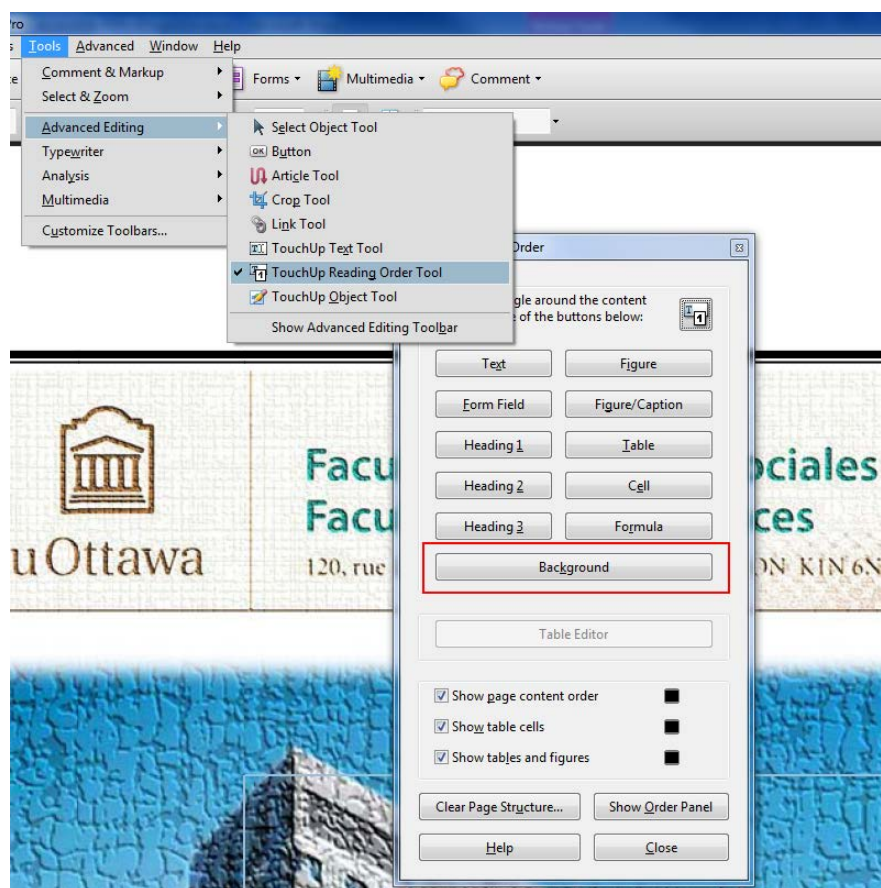 ro
s Tools Advanced Window Help
Comment & Markup
Select & Zoom
Advanced Editing
Typewriter
Analysis
Multimedia
Customize Toolbars...
Forms Multimedia Comment
Select Object Tool
OK Button
Article Tool
Crop Tool
Link Tool
TouchUp Text Tool
TouchUp Reading Order Tool
TouchUp Object Tool
Show Advanced Editing Toolbar
Order
gle around the content
of the buttons below:
Text Figure
Form Field Figure/Caption
Heading 1 Table
Heading 2 Cell
Heading 3 Formula
Background
Table Editor
Show page content order
Show table cells
Show tables and figures
Clear Page Structure... Show Order Panel
Help Close
uOttawa
Facu ociales
Facu ces
120, rue ON K1N 6N